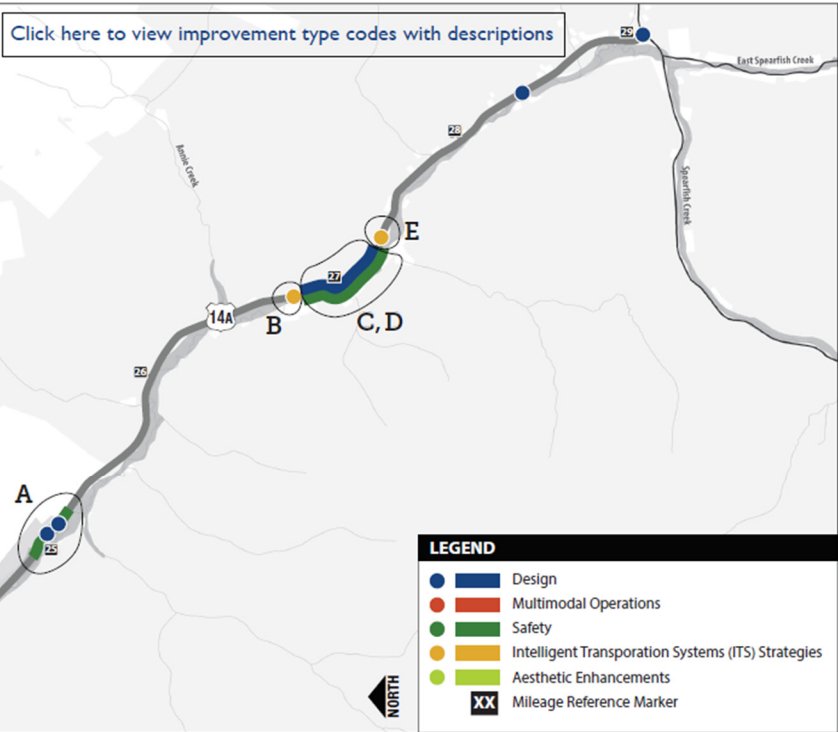 Click here to view improvement type codes with descriptions
29
East Spearfish Creek
28
Annie Creek
Spearfish Creek
E
27
14A
B
C, D
26
A
25
LEGEND
Design
Multimodal Operations
Safety
Intelligent Transporation Systems (ITS) Strategies
Aesthetic Enhancements
XX Mileage Reference Marker
NORTH